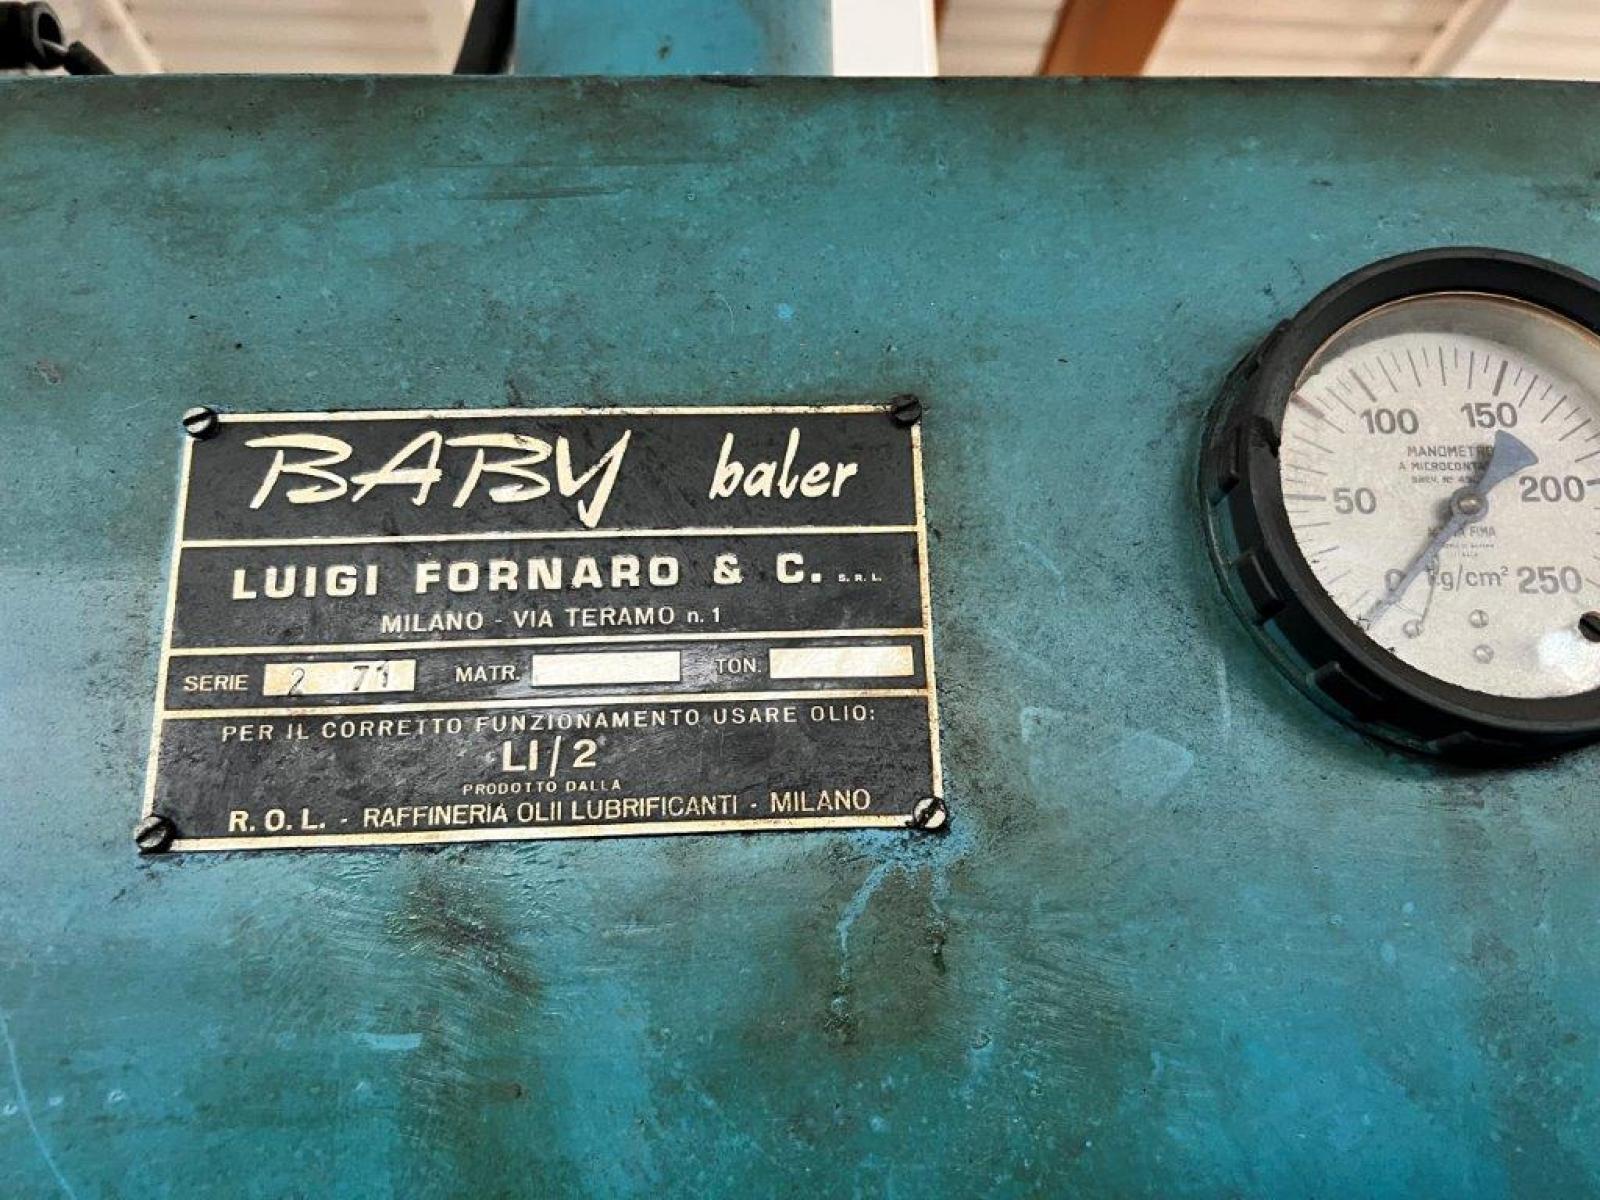 BABY baler
LUIGI FORNARO & C. S.R.L.
MILANO - VIA TERAMO n. 1
SERIE 2 71 MATR. TON.
PER IL CORRETTO FUNZIONAMENTO USARE OLIO:
LI/2
PRODOTTO DALLA
R.O.L. - RAFFINERIA OLII LUBRIFICANTI - MILANO
100 150
MANOMETRO
50 200
0 kg/cm² 250